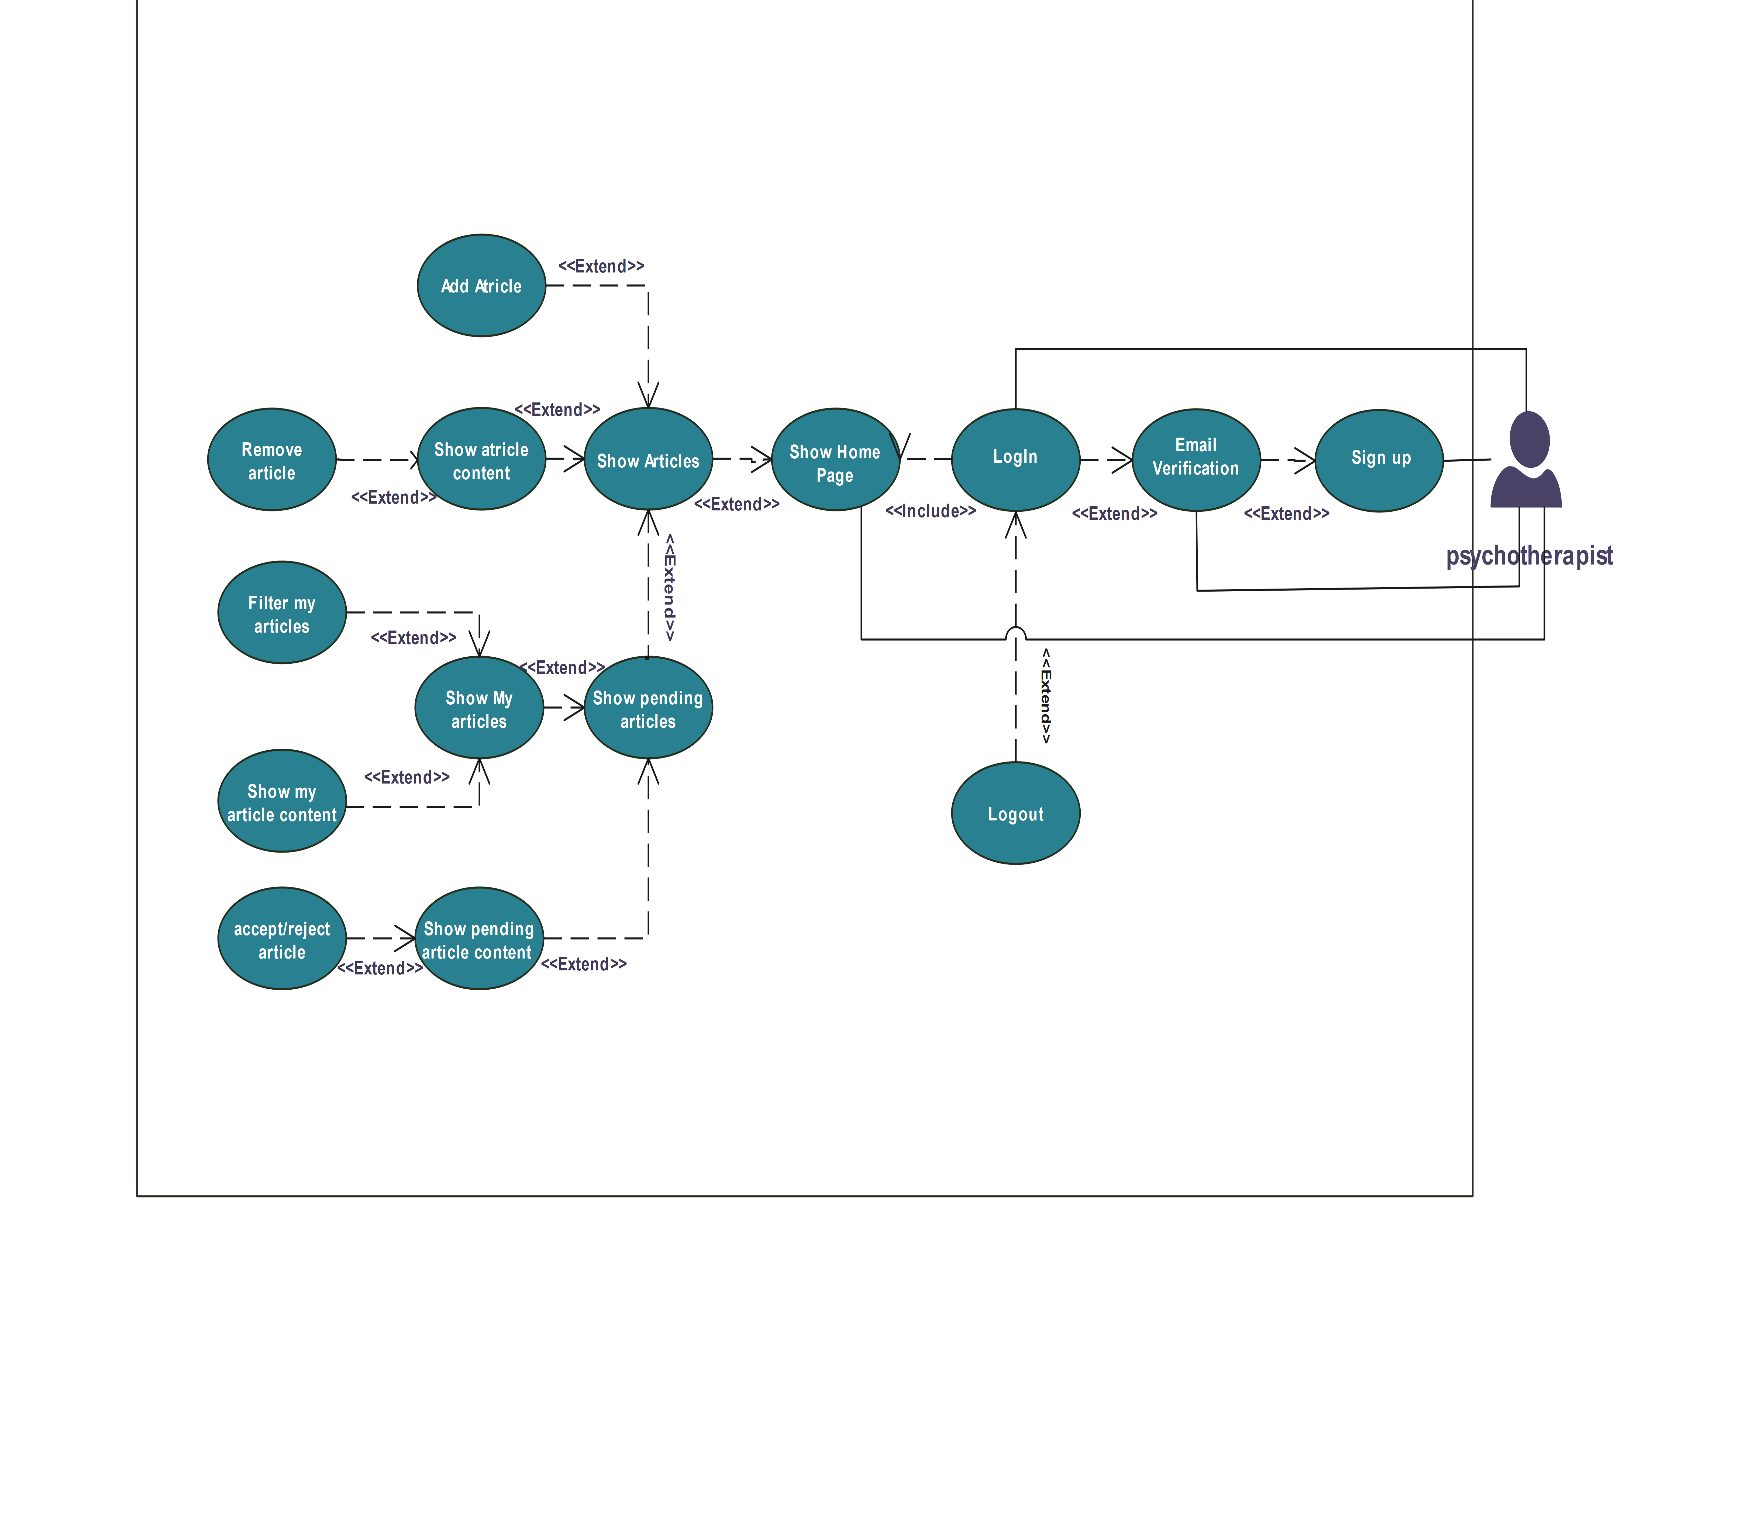 <<Extend>>
Add Atricle
<<Extend>>
Remove
article
<<Extend>>
Show atricle
content
Show Articles
<<Extend>>
Show Home
Page
<<Include>>
LogIn
<<Extend>>
Email
Verification
<<Extend>>
Sign up
psychotherapist
<<Extend>>
Filter my
articles
<<Extend>>
<<Extend>>
Show My
articles
Show pending
articles
<<Extend>>
<<Extend>>
Show my
article content
Logout
accept/reject
article
<<Extend>>
Show pending
article content
<<Extend>>